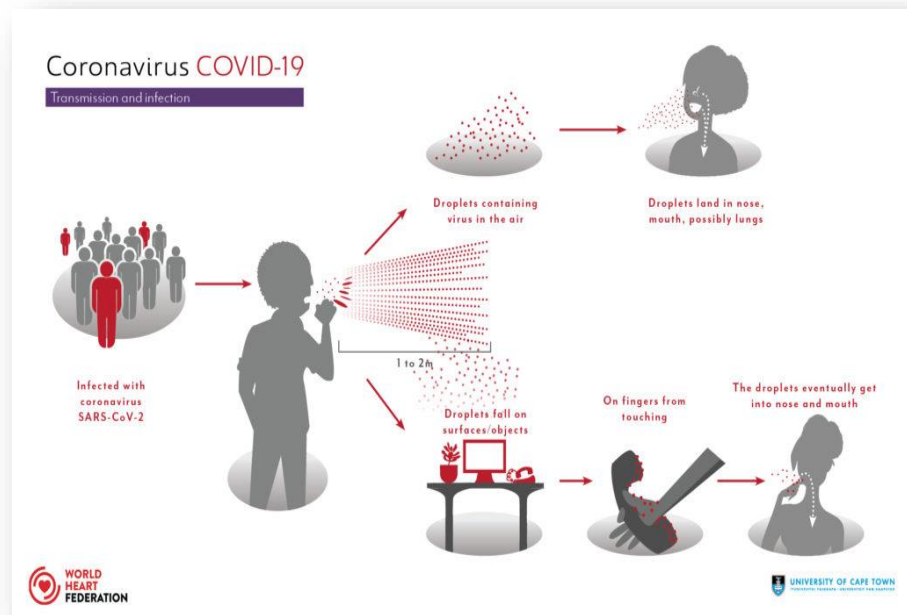 Coronavirus COVID-19
Transmission and infection
Droplets containing
virus in the air
Droplets land in nose,
mouth, possibly lungs
Infected with
coronavirus
SARS-CoV-2
1 to 2m
Droplets fall on
surfaces/objects
On fingers from
touching
The droplets eventually get
into nose and mouth
WORLD
HEART
FEDERATION
UNIVERSITY OF CAPE TOWN